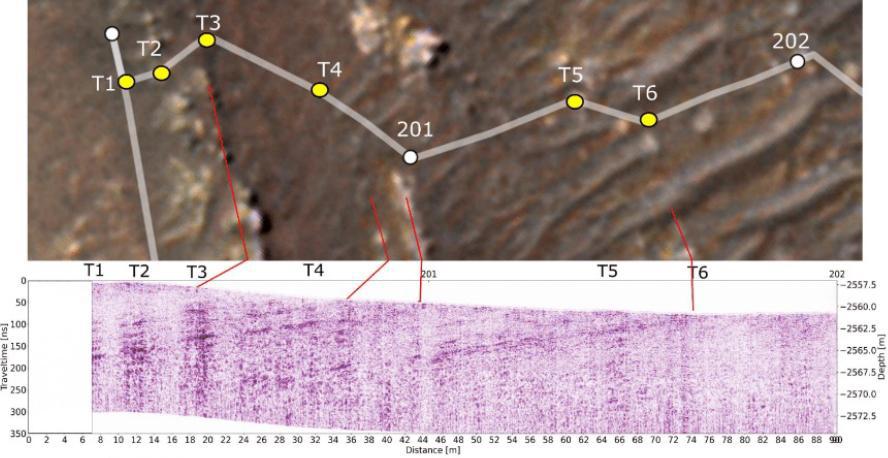 T3
202
T2
T4
T5
T1
T6
201
T1 T2 T3 T4 201 T5 T6 202
0
50
100
150
200
250
300
350
Traveltime [ns]
−2557.5
−2560.0
−2562.5
−2565.0
−2567.5
−2570.0
−2572.5
Depth [m]
0 2 4 6 8 10 12 14 16 18 20 22 24 26 28 30 32 34 36 38 40 42 44 46 48 50 52 54 56 58 60 62 64 66 68 70 72 74 76 78 80 82 84 86 88 90
Distance [m]